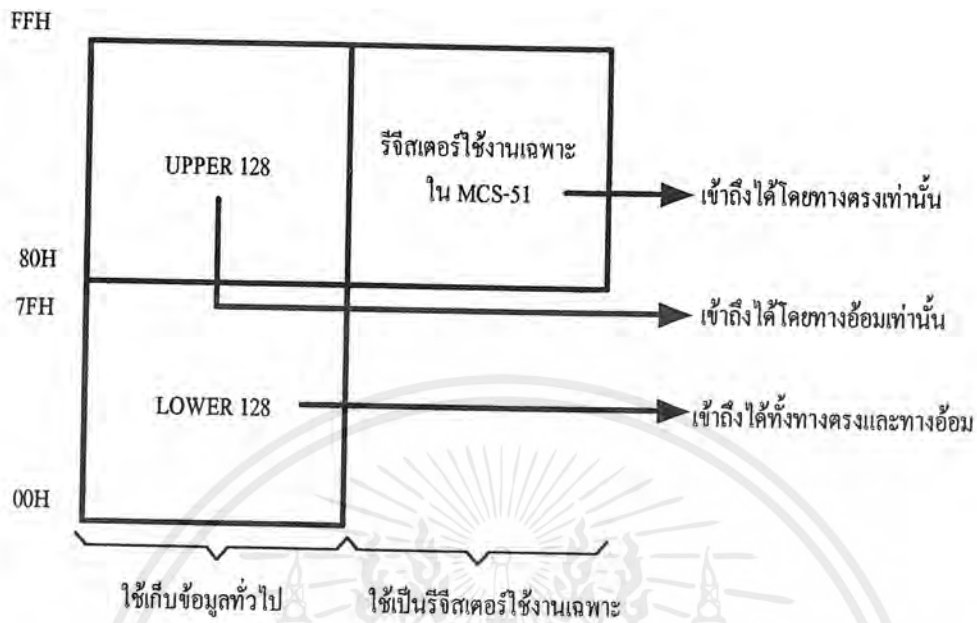 FFH
UPPER 128
รีจีสเตอร์ใช้งานเฉพาะ
ใน MCS-51
เข้าถึงได้โดยทางตรงเท่านั้น
80H
7FH
เข้าถึงได้โดยทางอ้อมเท่านั้น
LOWER 128
เข้าถึงได้ทั้งทางตรงและทางอ้อม
00H
ใช้เก็บข้อมูลทั่วไป
ใช้เป็นรีจีสเตอร์ใช้งานเฉพาะ